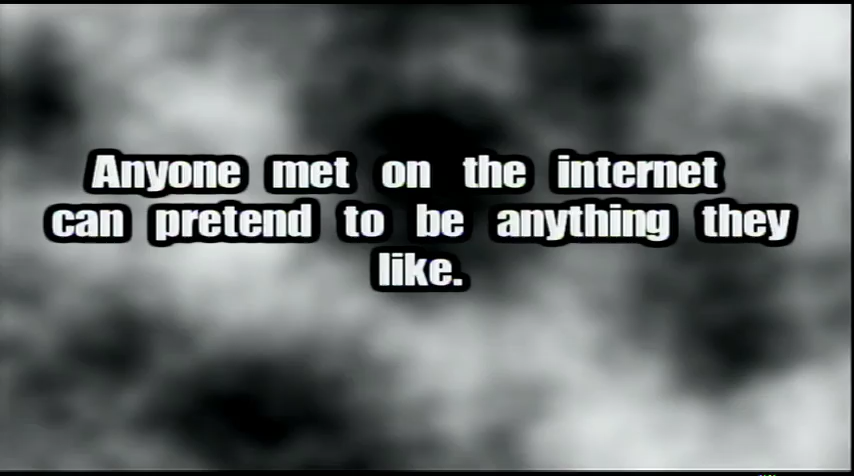 Anyone met on the internet
can pretend to be anything they
like.